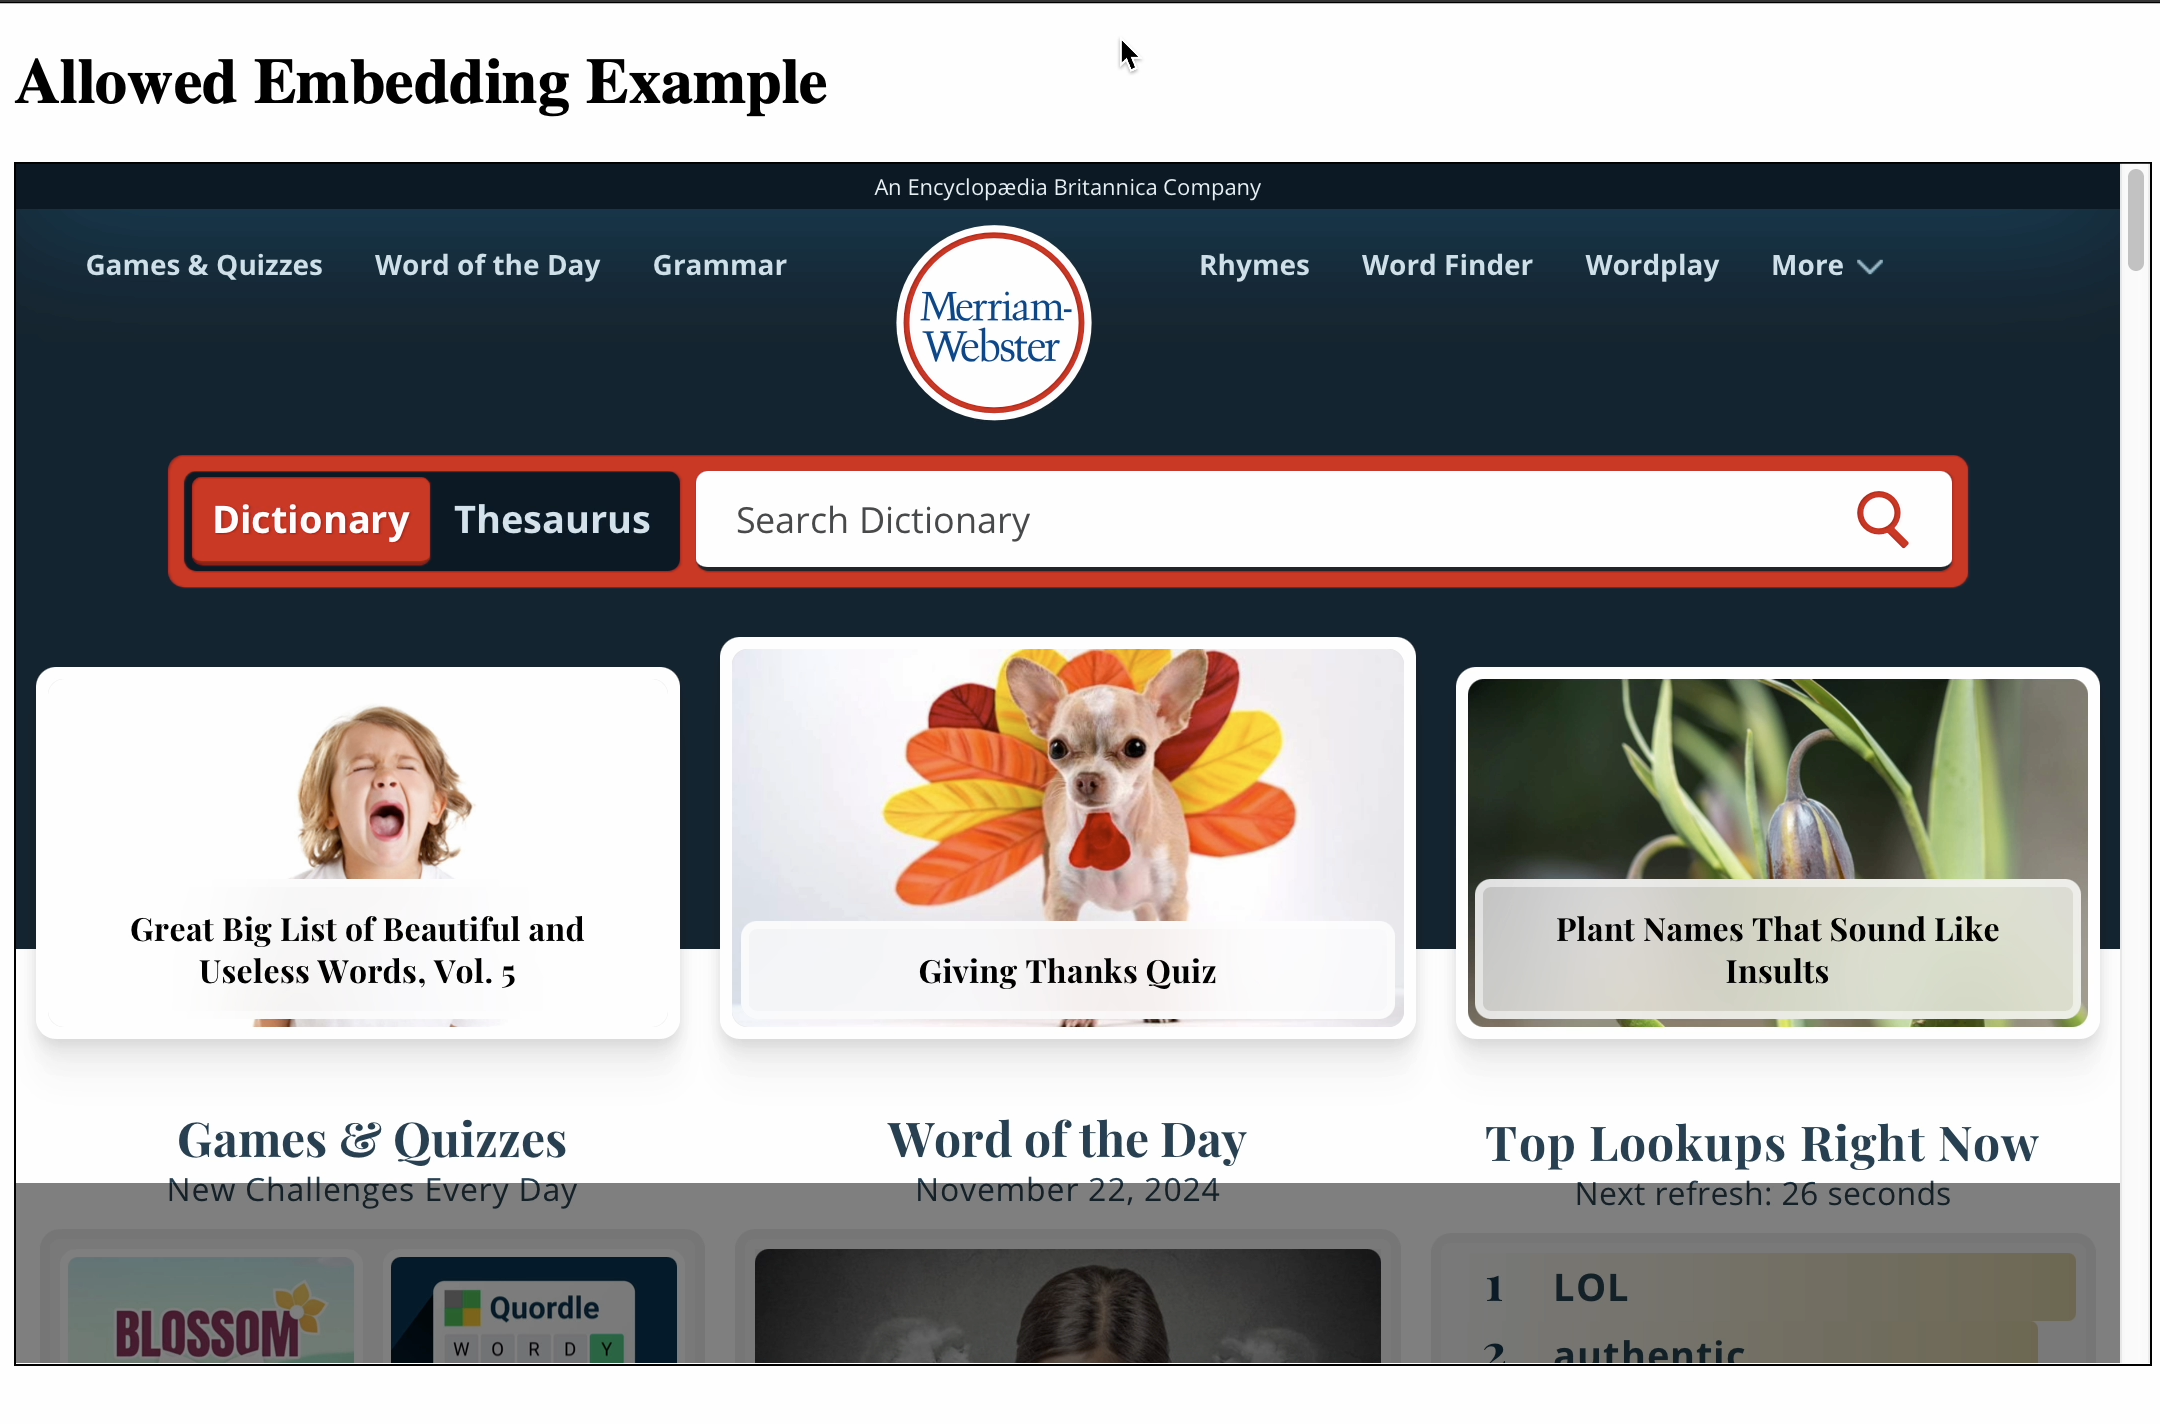 Allowed Embedding Example
An Encyclopædia Britannica Company
Games & Quizzes Word of the Day Grammar Rhymes Word Finder Wordplay More
Merriam-
Webster
Dictionary Thesaurus Search Dictionary
Great Big List of Beautiful and
Useless Words, Vol. 5
Giving Thanks Quiz
Plant Names That Sound Like
Insults
Games & Quizzes
New Challenges Every Day
BLOSSOM
Quordle
W O R D Y
Word of the Day
November 22, 2024
Top Lookups Right Now
Next refresh: 26 seconds
1 LOL
2 authentic